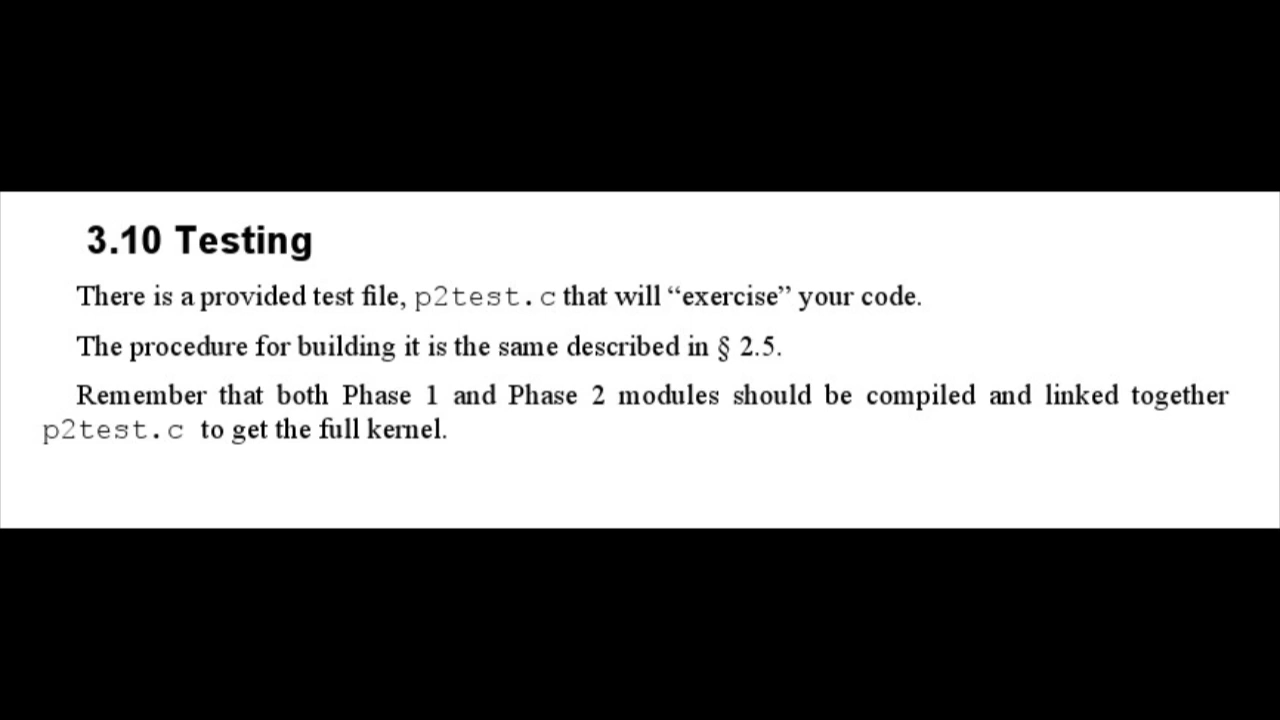 3.10 Testing
There is a provided test file, p2test.c that will “exercise” your code.
The procedure for building it is the same described in § 2.5.
Remember that both Phase 1 and Phase 2 modules should be compiled and linked together
p2test.c to get the full kernel.